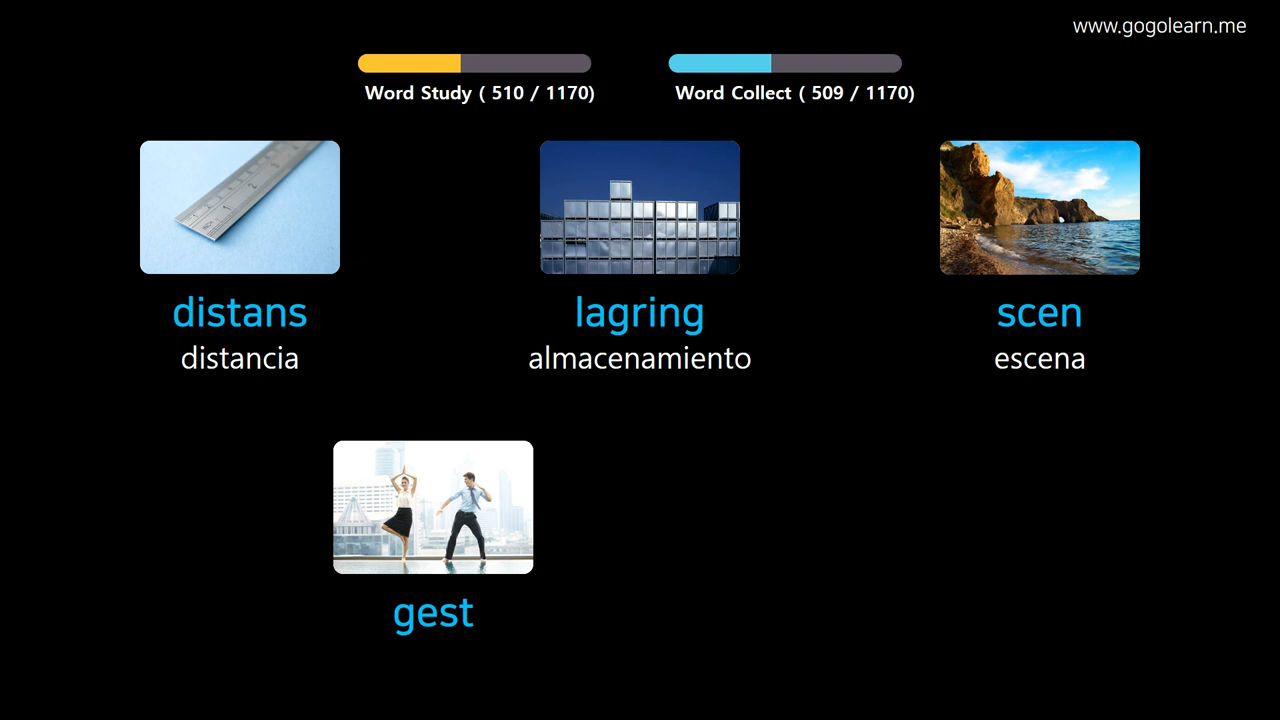 www.gogolearn.me
Word Study ( 510 / 1170)
Word Collect ( 509 / 1170)
distans
distancia
lagring
almacenamiento
scen
escena
gest